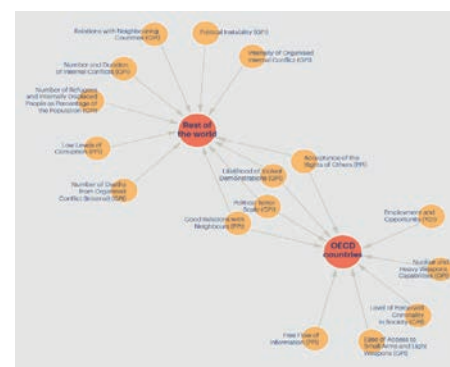 Relations with Neighbouring
Countries (GPI)
Political Instability (GPI)
Intensity of Organised
Internal Conflict (GPI)
Number and Duration
of Internal Conflicts (GPI)
Number of Refugees
and Internally Displaced
People as Percentage of
the Population (GPI)
Rest of
the world
Low Levels of
Corruption (PPI)
Acceptance of the
Rights of Others (PPI)
Likelihood of Violent
Demonstrations (GPI)
Number of Deaths
from Organised
Conflict (Internal) (GPI)
Political Terror
Scale (GPI)
Good Relations with
Neighbours (PPI)
Employment and
Opportunity
OECD
countries
Nuclear and
Heavy Weapons
Capabilities (GPI)
Level of Perceived
Criminality
in Society (GPI)
Free Flow of
Information (PPI)
Ease of Access to
Small Arms and Light
Weapons (GPI)